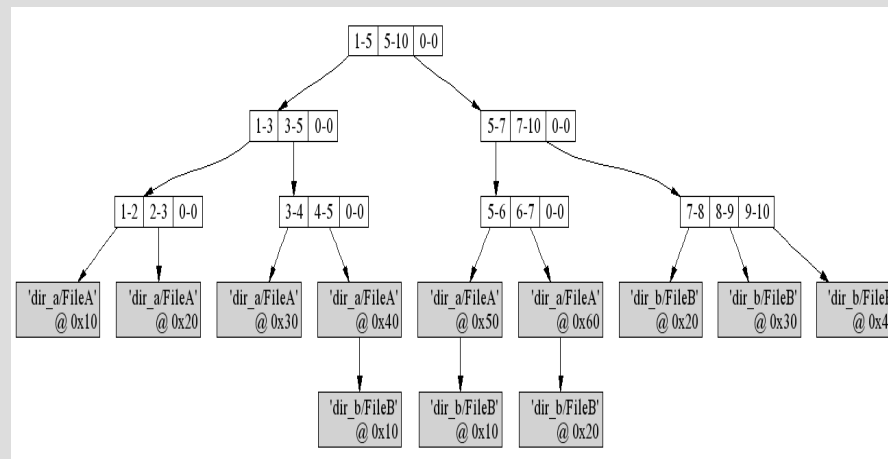 1-5 5-10 0-0
1-3 3-5 0-0
5-7 7-10 0-0
1-2 2-3 0-0
3-4 4-5 0-0
5-6 6-7 0-0
7-8 8-9 9-10
'dir_a/FileA'
@ 0x10
'dir_a/FileA'
@ 0x20
'dir_a/FileA'
@ 0x30
'dir_a/FileA'
@ 0x40
'dir_a/FileA'
@ 0x50
'dir_a/FileA'
@ 0x60
'dir_b/FileB'
@ 0x20
'dir_b/FileB'
@ 0x30
'dir_b/FileB
@ 0x4
'dir_b/FileB'
@ 0x10
'dir_b/FileB'
@ 0x10
'dir_b/FileB'
@ 0x20